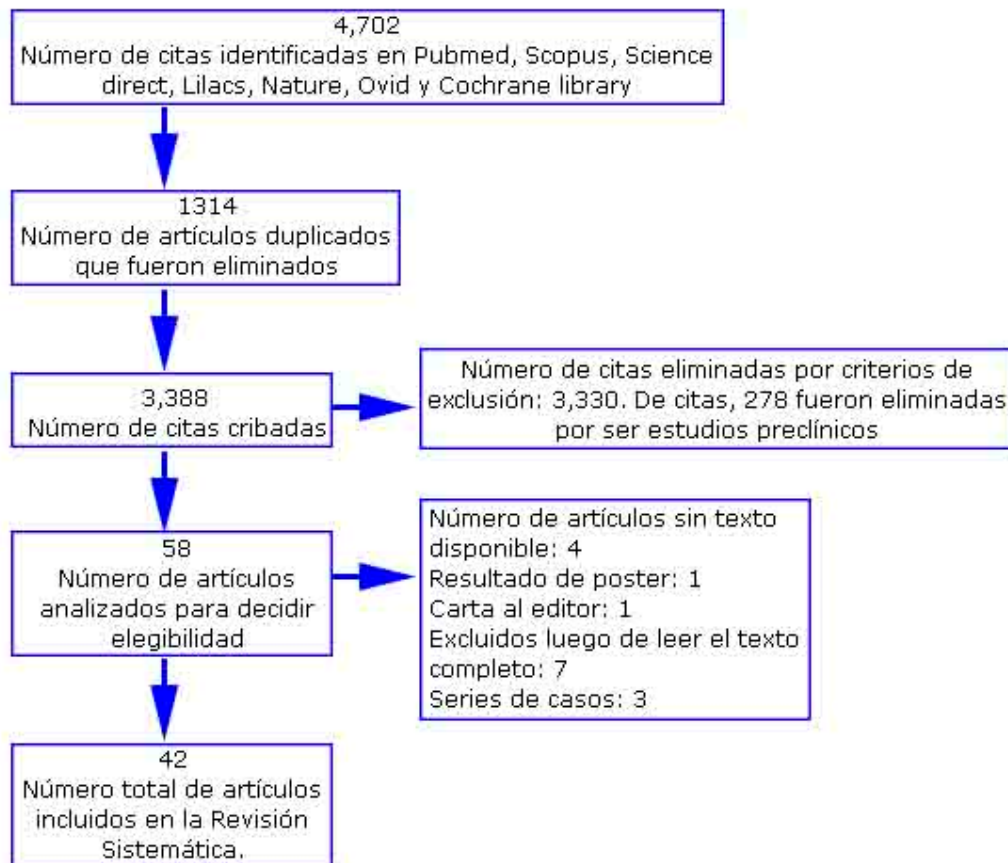 4,702
Número de citas identificadas en Pubmed, Scopus, Science
direct, Lilacs, Nature, Ovid y Cochrane library
1314
Número de artículos duplicados
que fueron eliminados
3,388
Número de citas cribadas
Número de citas eliminadas por criterios de
exclusión: 3,330. De citas, 278 fueron eliminadas
por ser estudios preclínicos
58
Número de artículos
analizados para decidir
elegibilidad
Número de artículos sin texto
disponible: 4
Resultado de poster: 1
Carta al editor: 1
Excluidos luego de leer el texto
completo: 7
Series de casos: 3
42
Número total de artículos
incluidos en la Revisión
Sistemática.